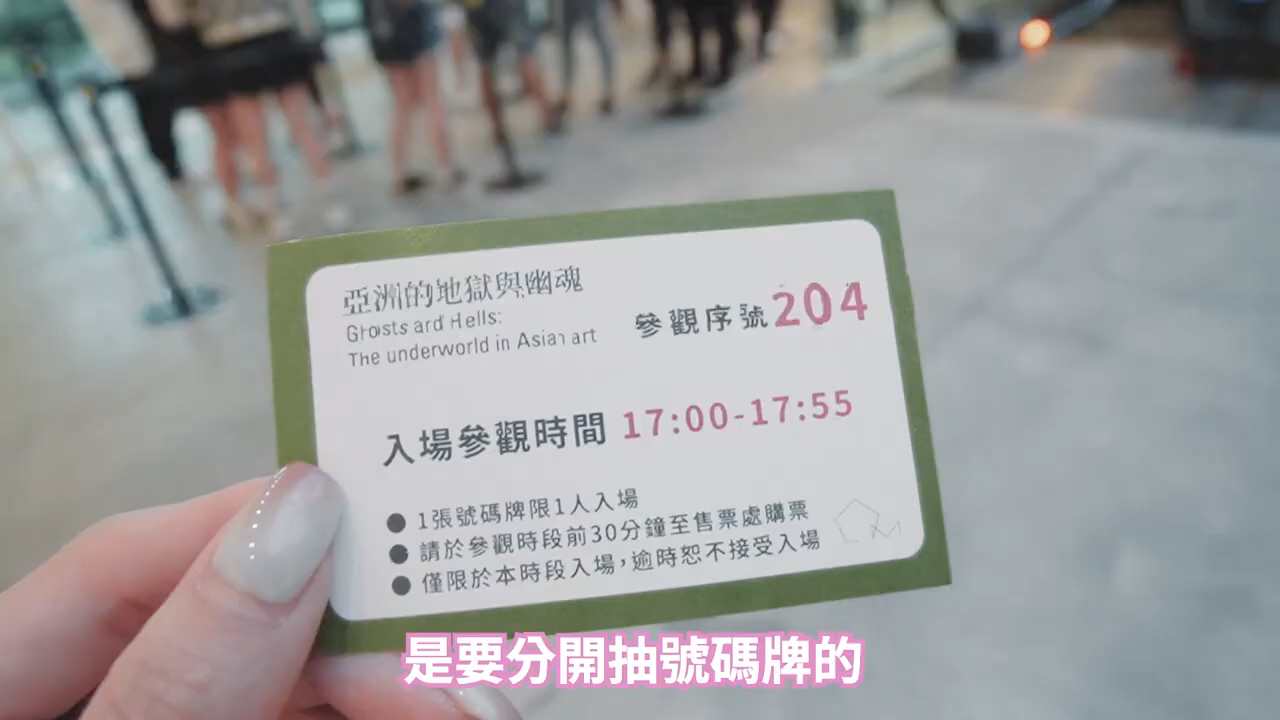 亞洲的地獄與幽魂
Ghosts and Hells:
The underworld in Asian art
參觀序號204
入場參觀時間 17:00-17:55
● 1張號碼牌限1人入場
● 請於參觀時段前30分鐘至售票處購票
● 僅限於本時段入場,逾時恕不接受入場
是要分開抽號碼牌的